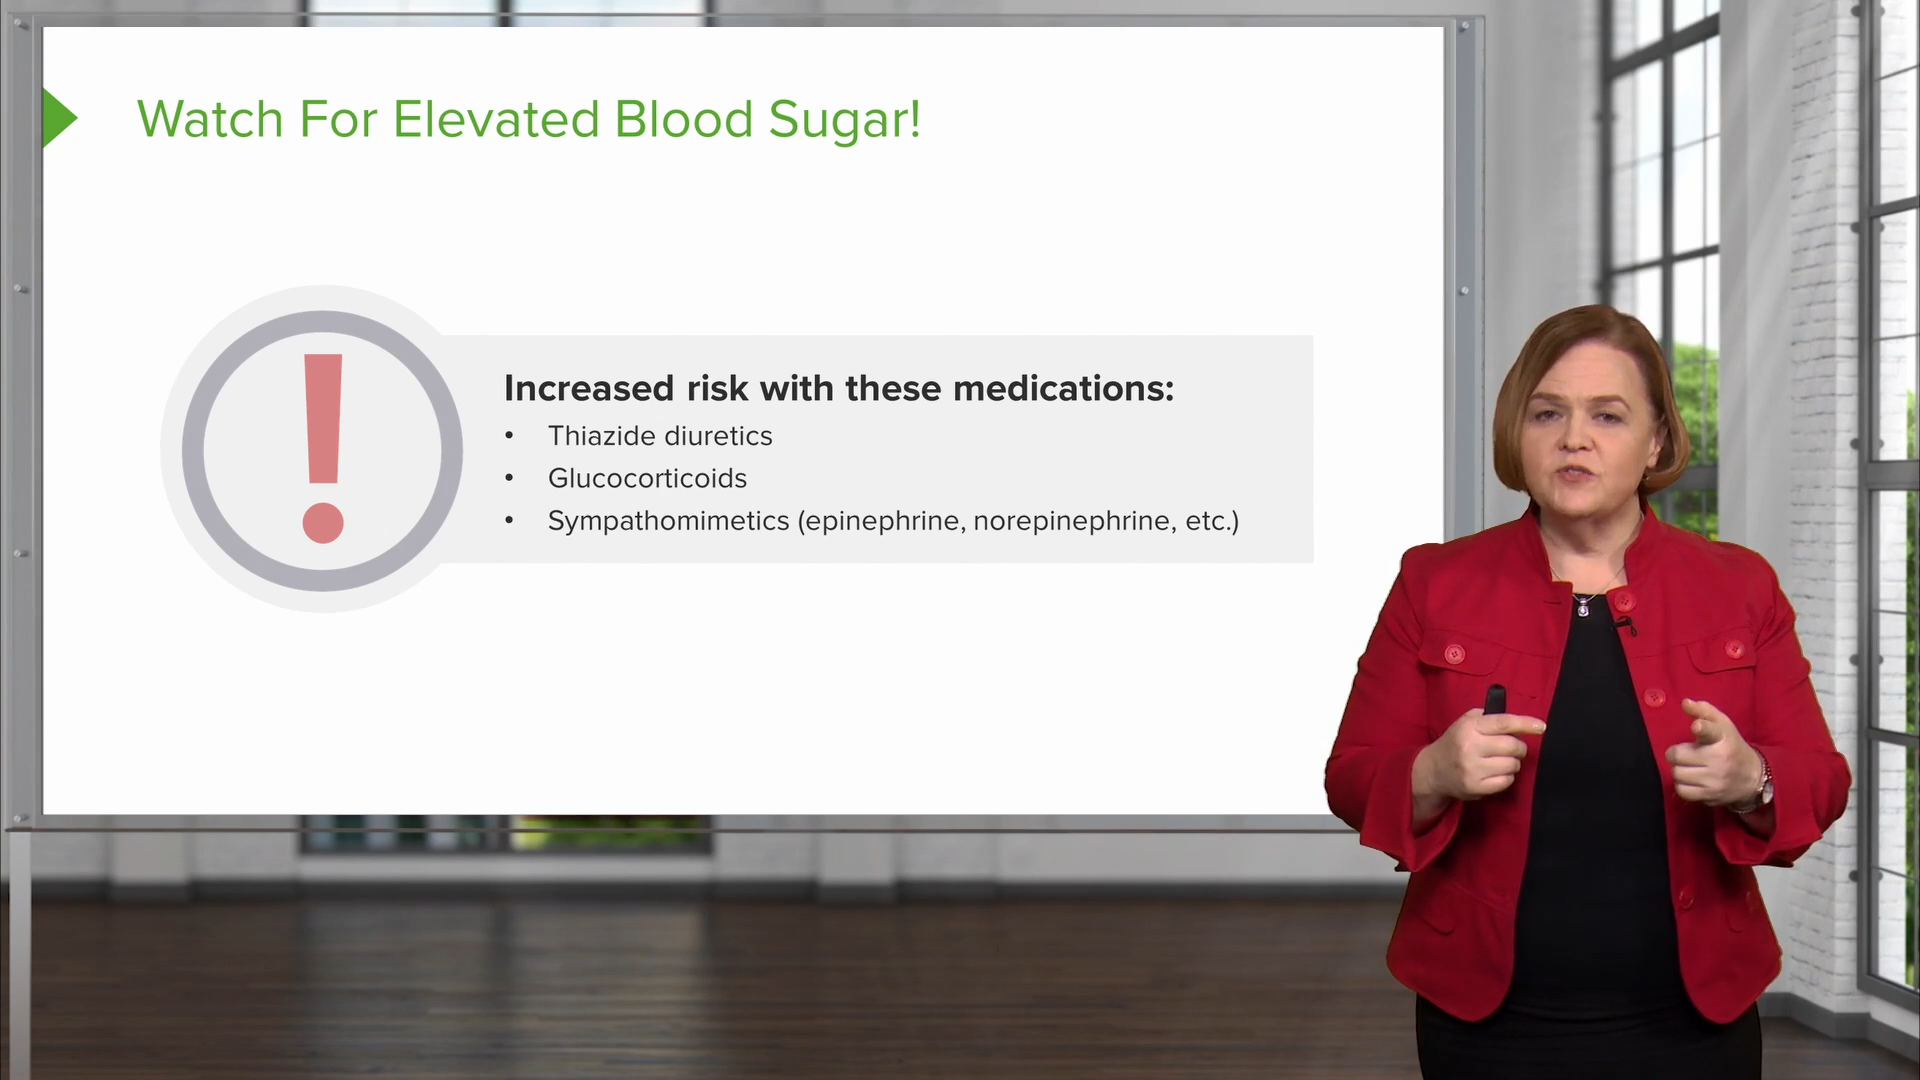 Watch For Elevated Blood Sugar!
Increased risk with these medications:
• Thiazide diuretics
• Glucocorticoids
• Sympathomimetics (epinephrine, norepinephrine, etc.)